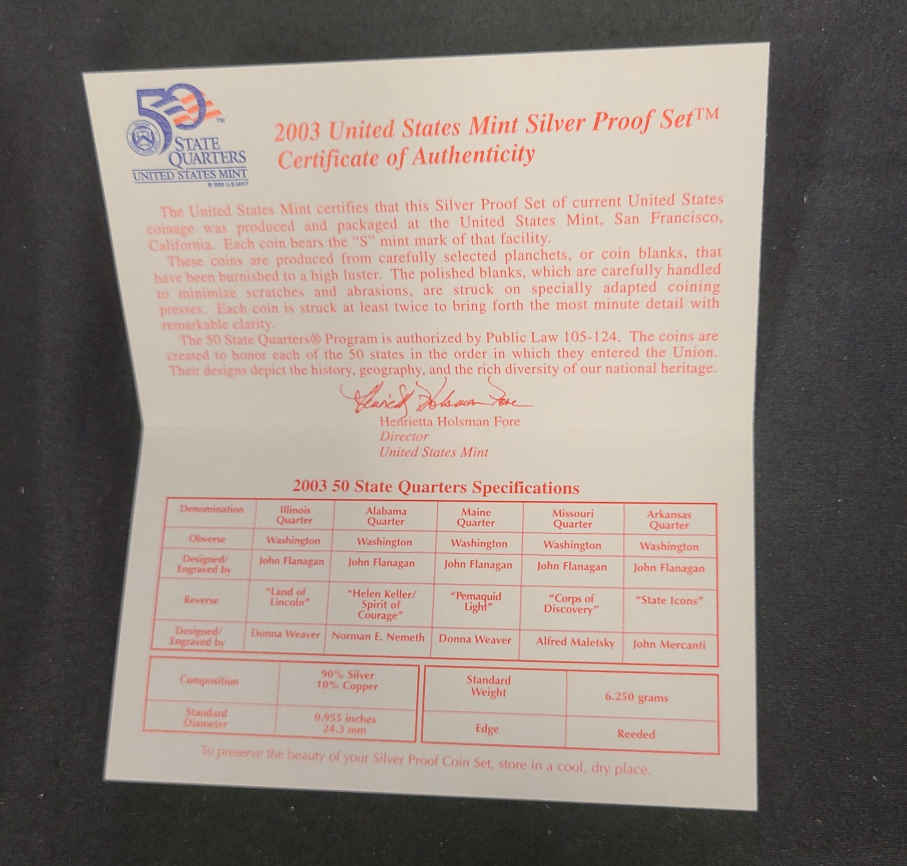 50
TM
STATE
QUARTERS
UNITED STATES MINT
2003 United States Mint Silver Proof Set™
Certificate of Authenticity
The United States Mint certifies that this Silver Proof Set of current United States
coinage was produced and packaged at the United States Mint, San Francisco,
California. Each coin bears the "S" mint mark of that facility.
These coins are produced from carefully selected planchets, or coin blanks, that
have been burnished to a high luster. The polished blanks, which are carefully handled
to minimize scratches and abrasions, are struck on specially adapted coining
presses. Each coin is struck at least twice to bring forth the most minute detail with
remarkable clarity.
The 50 State Quarters® Program is authorized by Public Law 105-124. The coins are
created to honor each of the 50 states in the order in which they entered the Union.
Their designs depict the history, geography, and the rich diversity of our national heritage.
Henrietta Holsman Fore
Henrietta Holsman Fore
Director
United States Mint
2003 50 State Quarters Specifications
Denomination Illinois Quarter Alabama Quarter Maine Quarter Missouri Quarter Arkansas Quarter
Obverse Washington Washington Washington Washington Washington
Designed/ Engraved by John Flanagan John Flanagan John Flanagan John Flanagan John Flanagan
Reverse "Land of Lincoln" "Helen Keller/ Spirit of Courage" "Pemaquid Light" "Corps of Discovery" "State Icons"
Designed/ Engraved by Donna Weaver Norman E. Nemeth Donna Weaver Alfred Maletsky John Mercanti
Composition 90% Silver 10% Copper Standard Weight 6.250 grams
Standard Diameter 0.955 inches 24.3 mm Edge Reeded
To preserve the beauty of your Silver Proof Coin Set, store in a cool, dry place.